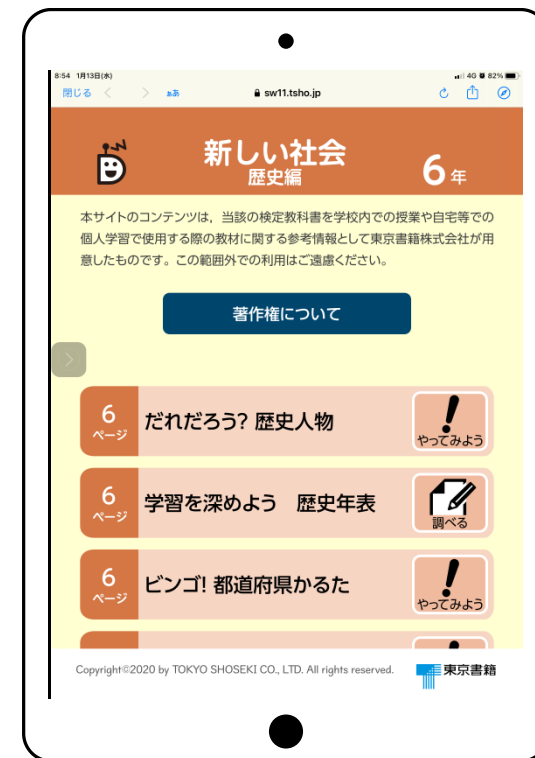 8:54 1月13日(水)
4G 82%
閉じる ぁあ sw11.tsho.jp
新しい社会
歴史編
6年
本サイトのコンテンツは，当該の検定教科書を学校内での授業や自宅等での
個人学習で使用する際の教材に関する参考情報として東京書籍株式会社が用
意したものです。この範囲外での利用はご遠慮ください。
著作権について
6
ページ
だれだろう? 歴史人物
やってみよう
6
ページ
学習を深めよう 歴史年表
調べる
6
ページ
ビンゴ! 都道府県かるた
やってみよう
Copyright©2020 by TOKYO SHOSEKI CO., LTD. All rights reserved.
東京書籍